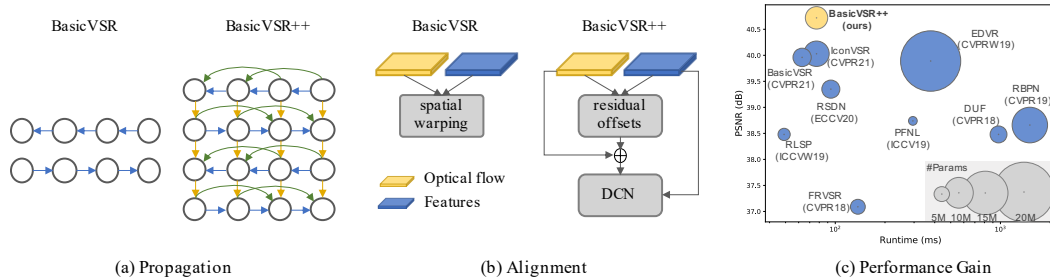 BasicVSR
BasicVSR++
(a) Propagation
BasicVSR
BasicVSR++
spatial
warping
residual
offsets
DCN
Optical flow
Features
(b) Alignment
BasicVSR++
(ours)
IconVSR
(CVPR21)
BasicVSR
(CVPR21)
EDVR
(CVPRW19)
RSDN
(ECCV20)
RBPN
(CVPR19)
DUF
(CVPR18)
PFNL
(ICCV19)
RLSP
(ICCVW19)
FRVSR
(CVPR18)
#Params
5M 10M 15M 20M
PSNR (dB)
40.5
40.0
39.5
39.0
38.5
38.0
37.5
37.0
10²
10³
Runtime (ms)
(c) Performance Gain